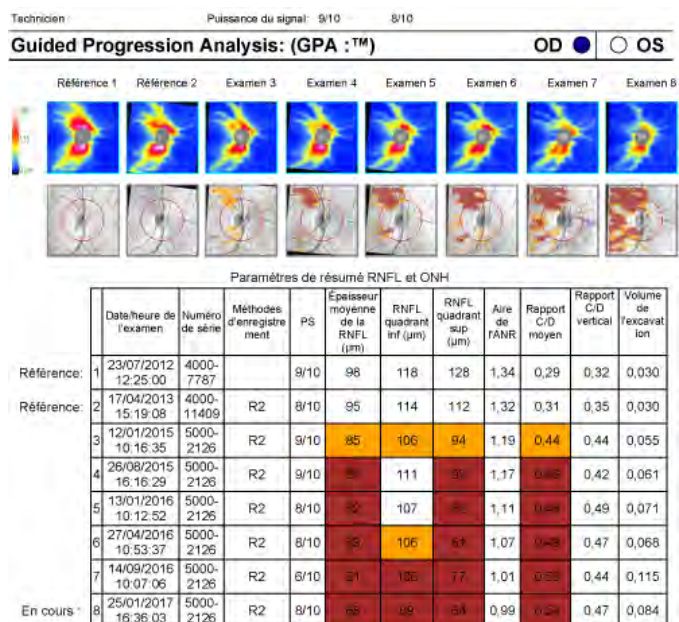 Technicien Puissance du signal: 9/10 8/10
Guided Progression Analysis: (GPA :™) OD OS
Référence 1 Référence 2 Examen 3 Examen 4 Examen 5 Examen 6 Examen 7 Examen 8
Paramètres de résumé RNFL et ONH
Date/heure de l'examen Numéro de série Méthodes d'enregistre ment PS Épaisseur moyenne de la RNFL (µm) RNFL quadrant inf (µm) RNFL quadrant sup (µm) Aire de l'ANR Rapport C/D moyen Rapport C/D vertical Volume de l'excavat ion
Référence: 1 23/07/2012 12:25:00 4000-7787 9/10 98 118 128 1,34 0,29 0,32 0,030
Référence: 2 17/04/2013 15:19:08 4000-11409 R2 8/10 95 114 112 1,32 0,31 0,35 0,030
3 12/01/2015 10:16:35 5000-2126 R2 9/10 85 106 94 1,19 0,44 0,44 0,055
4 26/08/2015 16:16:29 5000-2126 R2 9/10 111 1,17 0,42 0,061
5 13/01/2016 10:12:52 5000-2126 R2 8/10 107 1,11 0,49 0,071
6 27/04/2016 10:53:37 5000-2126 R2 8/10 106 1,07 0,47 0,068
7 14/09/2016 10:07:06 5000-2126 R2 6/10 77 1,01 0,44 0,115
En cours : 8 25/01/2017 16:36:03 5000-2126 R2 8/10 0,99 0,47 0,084